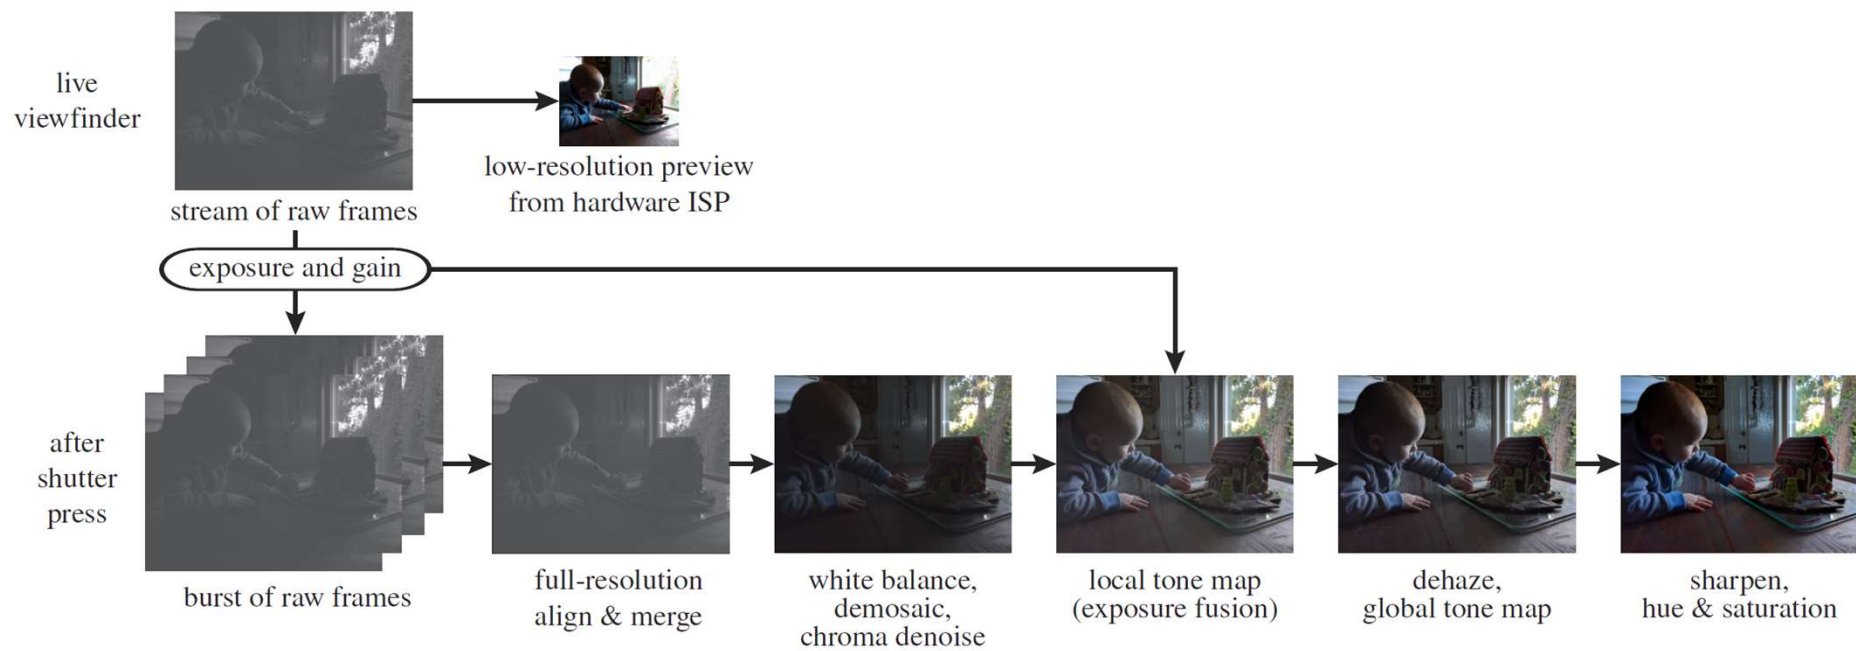 live
viewfinder
low-resolution preview
from hardware ISP
stream of raw frames
exposure and gain
after
shutter
press
burst of raw frames
full-resolution
align & merge
white balance,
demosaic,
chroma denoise
local tone map
(exposure fusion)
dehaze,
global tone map
sharpen,
hue & saturation